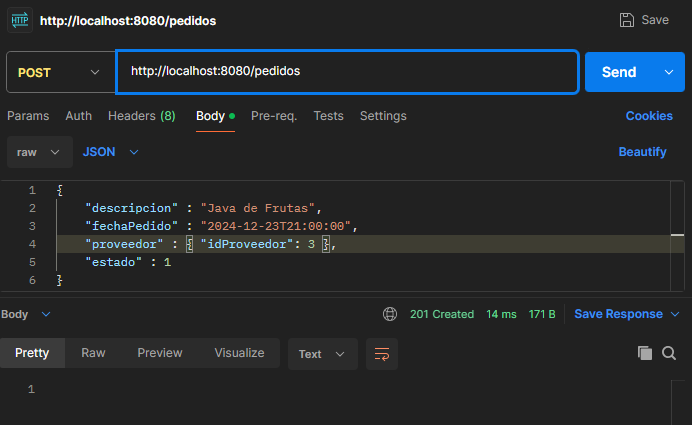 HTTP http://localhost:8080/pedidos Save
POST http://localhost:8080/pedidos Send
Params Auth Headers (8) Body Pre-req. Tests Settings Cookies
raw JSON Beautify
1 {
2 "descripcion" : "Java de Frutas",
3 "fechaPedido" : "2024-12-23T21:00:00",
4 "proveedor" : { "idProveedor": 3 },
5 "estado" : 1
6 }
Body 201 Created 14 ms 171 B Save Response
Pretty Raw Preview Visualize Text
1